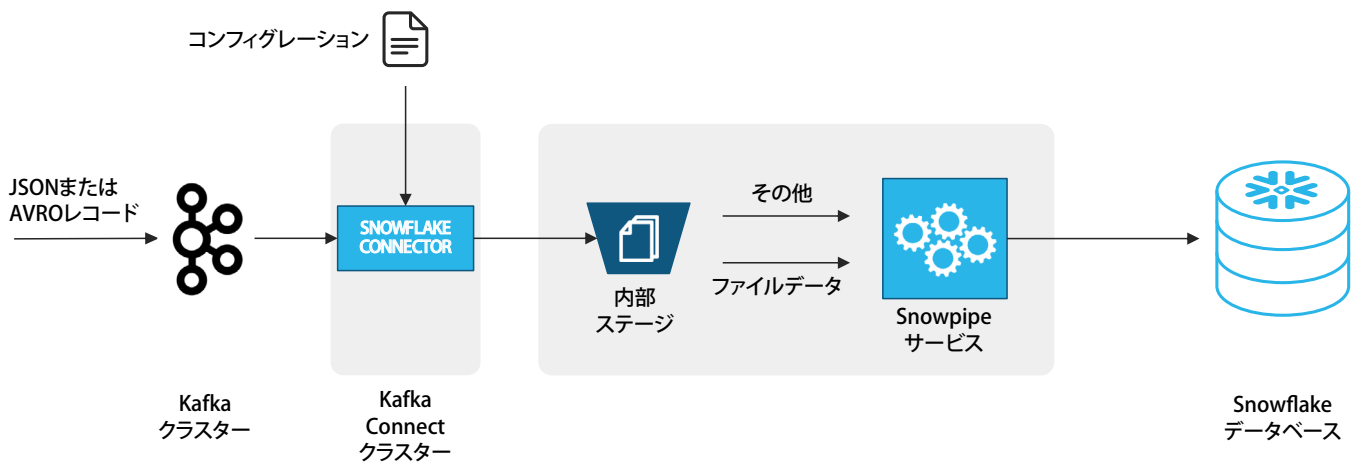 コンフィグレーション
JSONまたは
AVROレコード
SNOWFLAKE
CONNECTOR
その他
ファイルデータ
内部
ステージ
Snowpipe
サービス
Kafka
クラスター
Kafka
Connect
クラスター
Snowflake
データベース